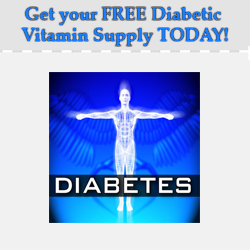 Get your FREE Diabetic
Vitamin Supply TODAY!
DIABETES